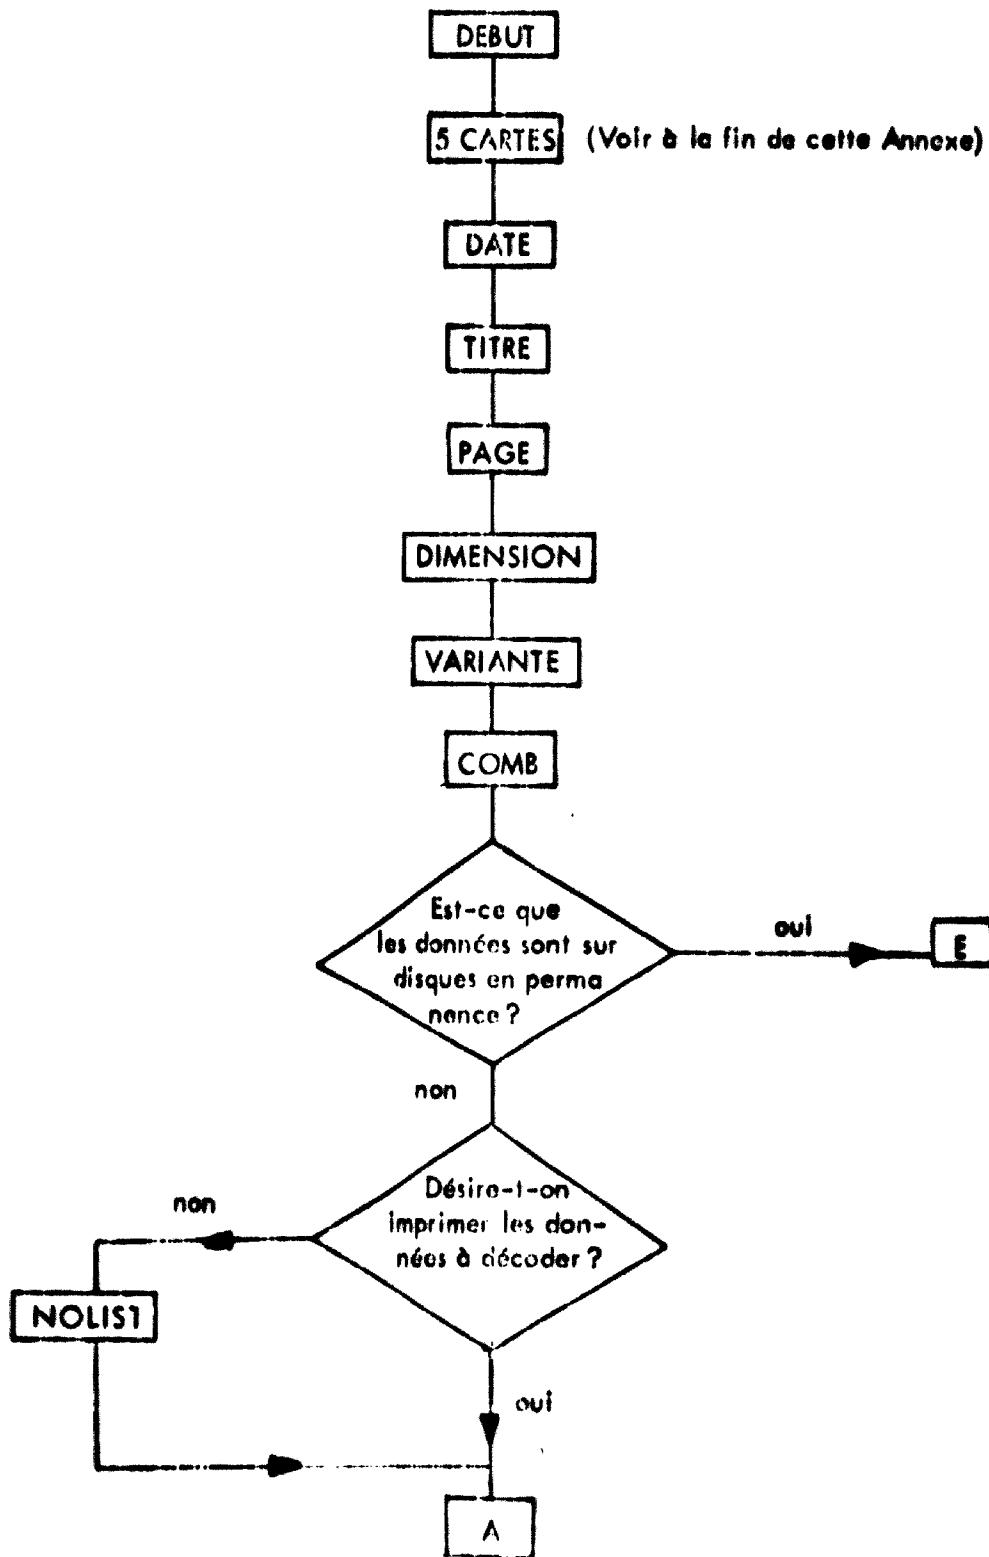 DEBUT
5 CARTES (Voir à la fin de cette Annexe)
DATE
TITRE
PAGE
DIMENSION
VARIANTE
COMB
Est-ce que
les données sont sur
disques en perma
nence ?
oui
E
non
Désire-t-on
imprimer les don-
nées à décoder ?
non
NOLIST
oui
A